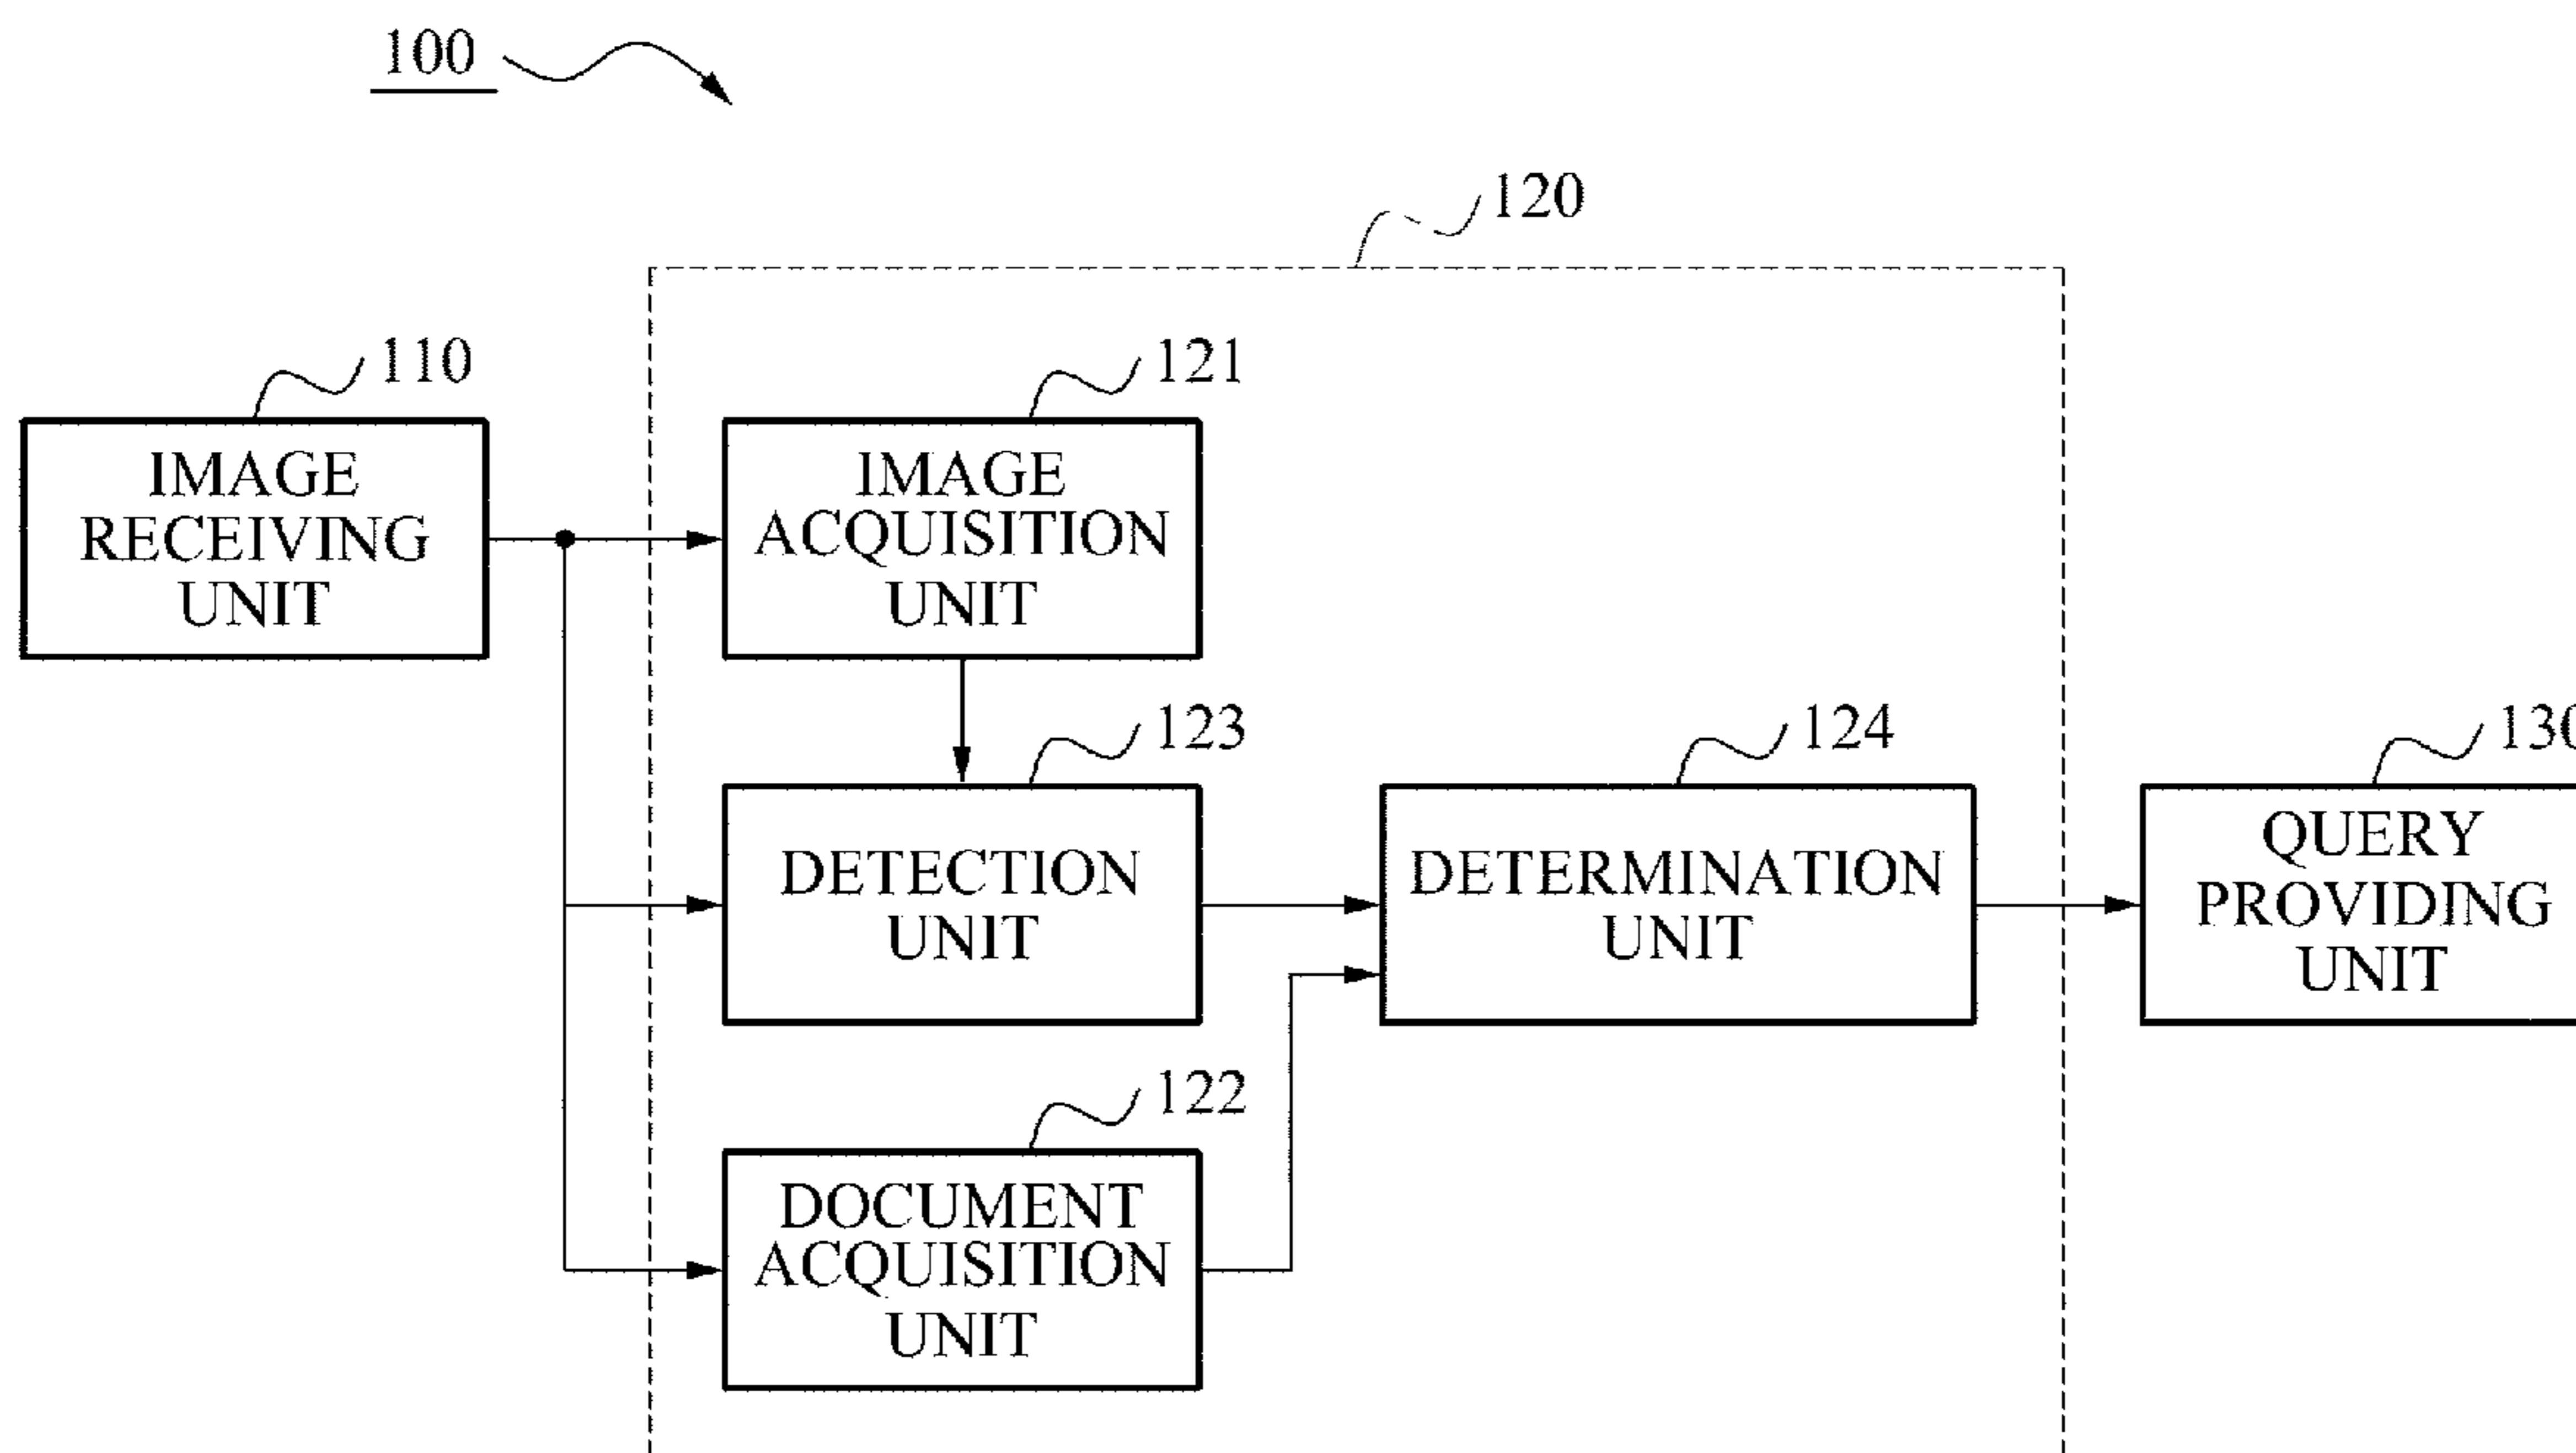 100
120
110
IMAGE
RECEIVING
UNIT
121
IMAGE
ACQUISITION
UNIT
123
DETECTION
UNIT
124
DETERMINATION
UNIT
130
QUERY
PROVIDING
UNIT
122
DOCUMENT
ACQUISITION
UNIT